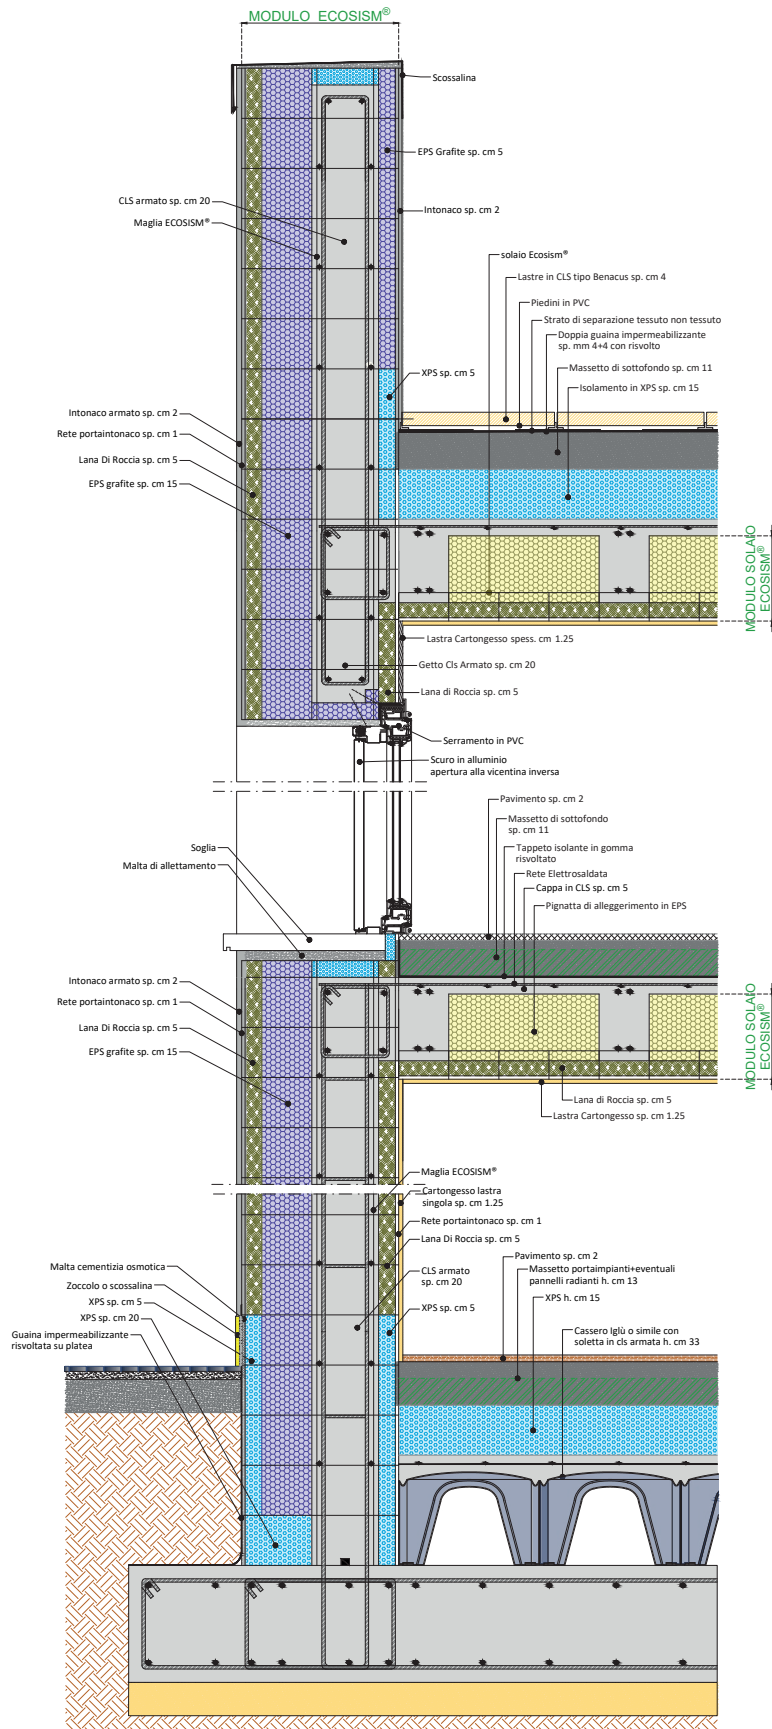 MODULO ECOSISM®
Scossalina
EPS Grafite sp. cm 5
CLS armato sp. cm 20
Intonaco sp. cm 2
Maglia ECOSISM®
solaio Ecosism®
Lastre in CLS tipo Benacus sp. cm 4
Piedini in PVC
Strato di separazione tessuto non tessuto
Doppia guaina impermeabilizzante
sp. mm 4+4 con risvolto
Massetto di sottofondo sp. cm 11
XPS sp. cm 5
Isolamento in XPS sp. cm 15
Intonaco armato sp. cm 2
Rete portaintonaco sp. cm 1
Lana Di Roccia sp. cm 5
EPS grafite sp. cm 15
MODULO SOLAIO
ECOSISM®
Lastra Cartongesso spess. cm 1.25
Getto Cls Armato sp. cm 20
Lana di Roccia sp. cm 5
Serramento in PVC
Scuro in alluminio
apertura alla vicentina inversa
Pavimento sp. cm 2
Massetto di sottofondo
sp. cm 11
Tappeto isolante in gomma
risvoltato
Rete Elettrosaldata
Cappa in CLS sp. cm 5
Pignatta di alleggerimento in EPS
Soglia
Malta di allettamento
Intonaco armato sp. cm 2
Rete portaintonaco sp. cm 1
Lana Di Roccia sp. cm 5
EPS grafite sp. cm 15
MODULO SOLAIO
ECOSISM®
Lana di Roccia sp. cm 5
Lastra Cartongesso sp. cm 1.25
Maglia ECOSISM®
Cartongesso lastra
singola sp. cm 1.25
Rete portaintonaco sp. cm 1
Lana Di Roccia sp. cm 5
CLS armato
sp. cm 20
XPS sp. cm 5
Pavimento sp. cm 2
Massetto portaimpianti+eventuali
pannelli radianti h. cm 13
XPS h. cm 15
Cassero Iglù o simile con
soletta in cls armata h. cm 33
Malta cementizia osmotica
Zoccolo o scossalina
XPS sp. cm 5
XPS sp. cm 20
Guaina impermeabilizzante
risvoltata su platea